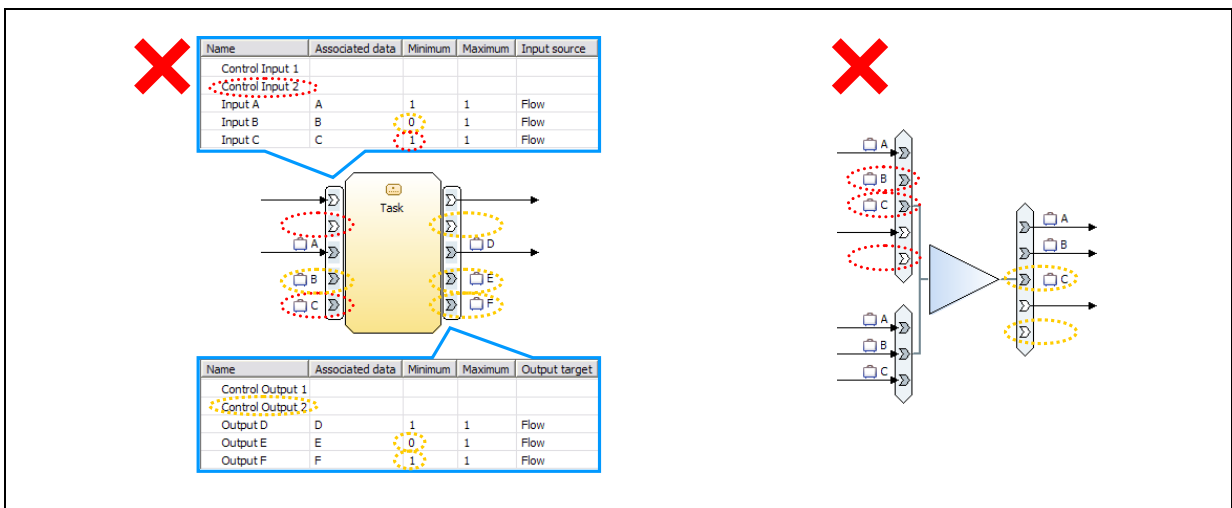 Name Associated data Minimum Maximum Input source
Control Input 1
Control Input 2
Input A A 1 1 Flow
Input B B 0 1 Flow
Input C C 1 1 Flow
Task
A
B
C
D
E
F
Name Associated data Minimum Maximum Output target
Control Output 1
Control Output 2
Output D D 1 1 Flow
Output E E 0 1 Flow
Output F F 1 1 Flow
A
B
C
A
B
C
A
B
C